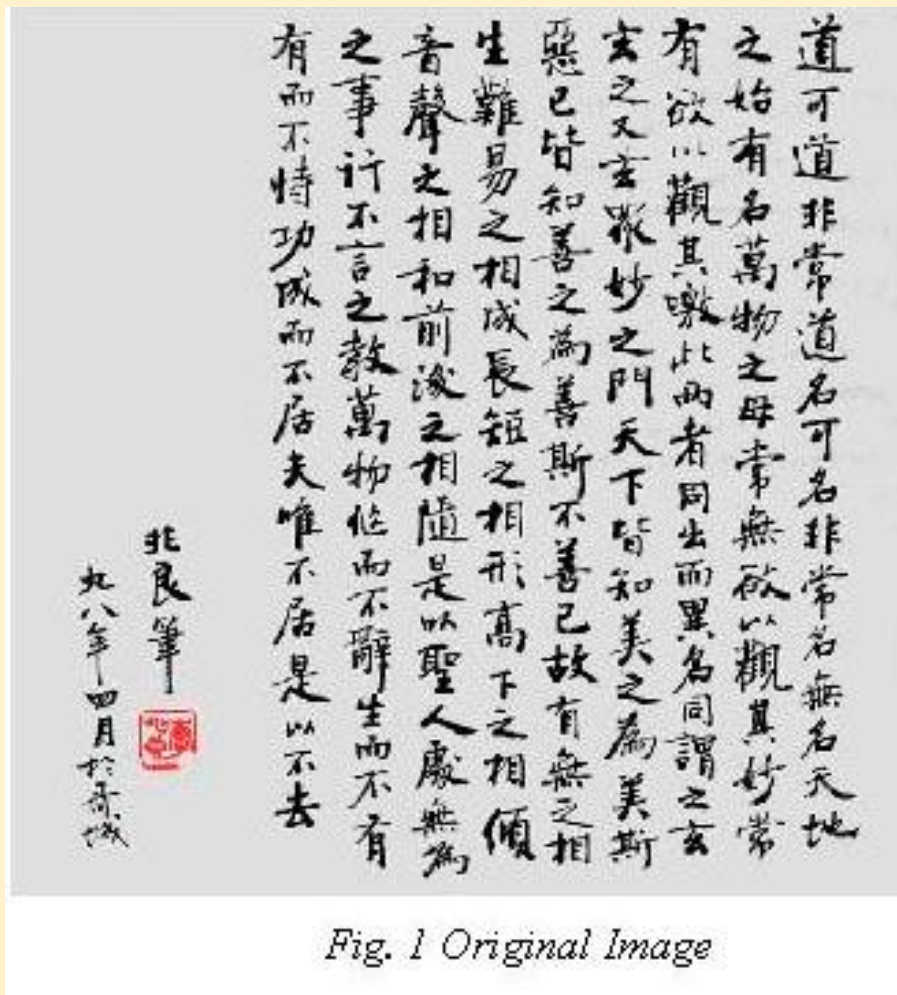 道可道非常道名可名非常名無名天地
之始有名萬物之母常無欲以觀其妙常
有欲以觀其噭此兩者同出而異名同謂之玄
玄之又玄眾妙之門天下皆知美之為美斯
惡已皆知善之為善斯不善已故有無之相
生難易之相成長短之相形高下之相傾
音聲之相和前後之相隨是以聖人處無為
之事行不言之教萬物作而不辭生而不有
有而不恃功成而不居夫唯不居是以不去
北良筆
九八年四月於城
Fig. 1 Original Image